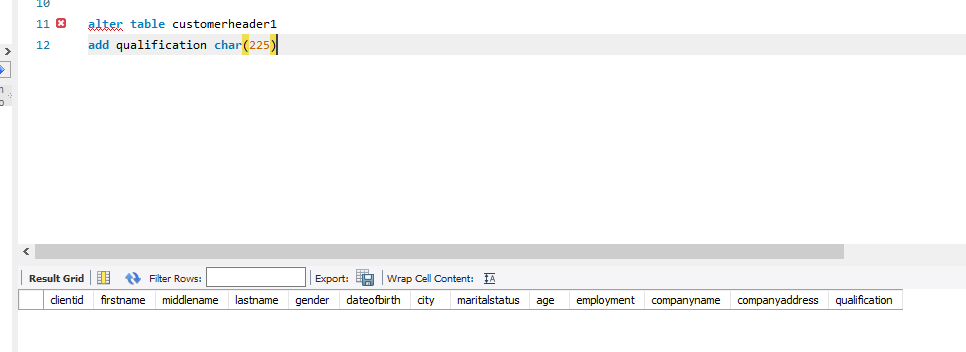 10
11 alter table customerheader1
12 add qualification char(225)
Result Grid Filter Rows: Export: Wrap Cell Content:
clientid firstname middlename lastname gender dateofbirth city maritalstatus age employment companyname companyaddress qualification